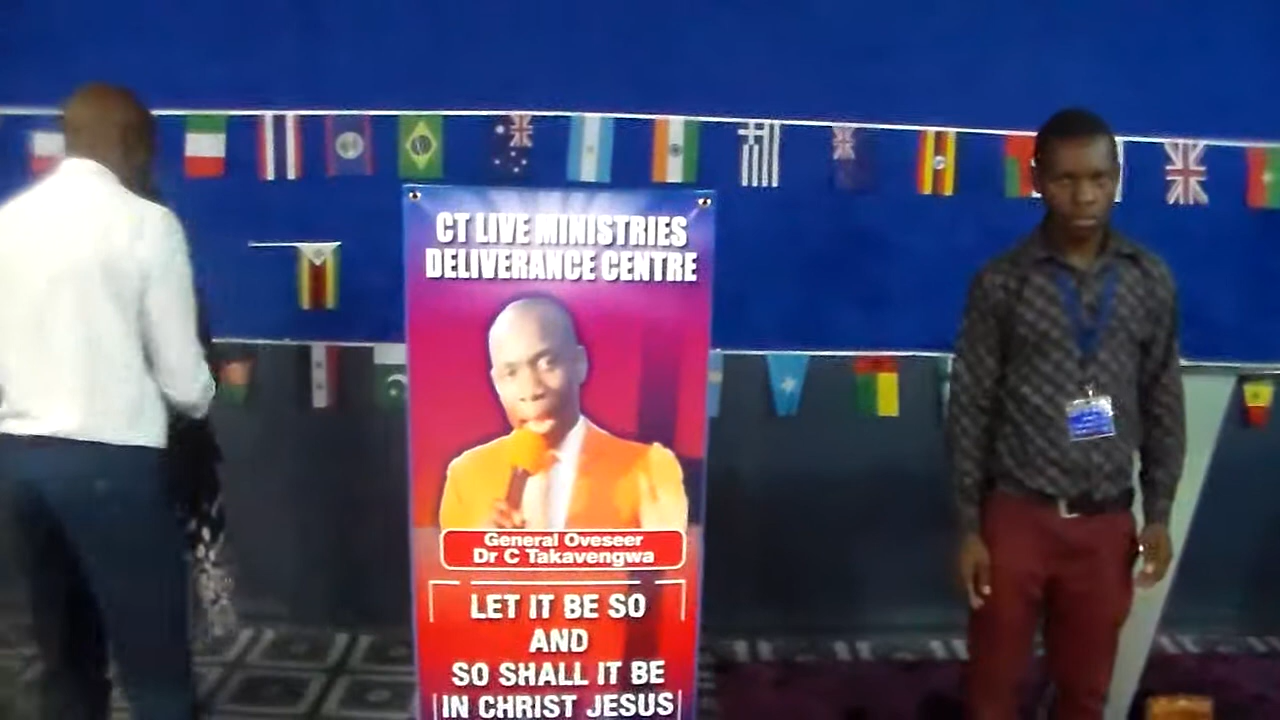 CT LIVE MINISTRIES
DELIVERANCE CENTRE
General Oveseer
Dr C Takavengwa
LET IT BE SO
AND
SO SHALL IT BE
IN CHRIST JESUS